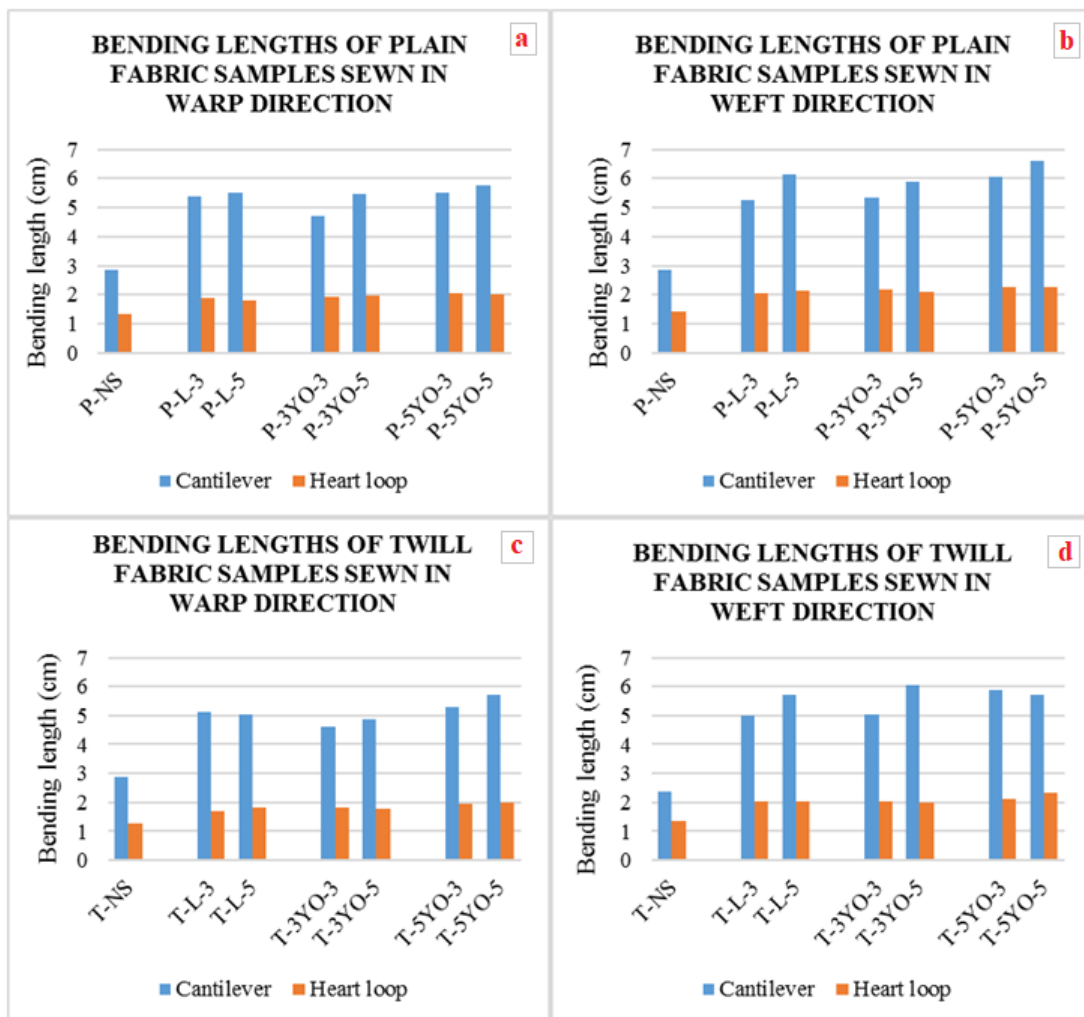 BENDING LENGTHS OF PLAIN
FABRIC SAMPLES SEWN IN
WARP DIRECTION
a
Bending length (cm)
7
6
5
4
3
2
1
0
P-NS
P-L-3
P-L-5
P-3YO-3
P-3YO-5
P-5YO-3
P-5YO-5
Cantilever
Heart loop
BENDING LENGTHS OF PLAIN
FABRIC SAMPLES SEWN IN
WEFT DIRECTION
b
Bending length (cm)
7
6
5
4
3
2
1
0
P-NS
P-L-3
P-L-5
P-3YO-3
P-3YO-5
P-5YO-3
P-5YO-5
Cantilever
Heart loop
BENDING LENGTHS OF TWILL
FABRIC SAMPLES SEWN IN
WARP DIRECTION
c
Bending length (cm)
7
6
5
4
3
2
1
0
T-NS
T-L-3
T-L-5
T-3YO-3
T-3YO-5
T-5YO-3
T-5YO-5
Cantilever
Heart loop
BENDING LENGTHS OF TWILL
FABRIC SAMPLES SEWN IN
WEFT DIRECTION
d
Bending length (cm)
7
6
5
4
3
2
1
0
T-NS
T-L-3
T-L-5
T-3YO-3
T-3YO-5
T-5YO-3
T-5YO-5
Cantilever
Heart loop